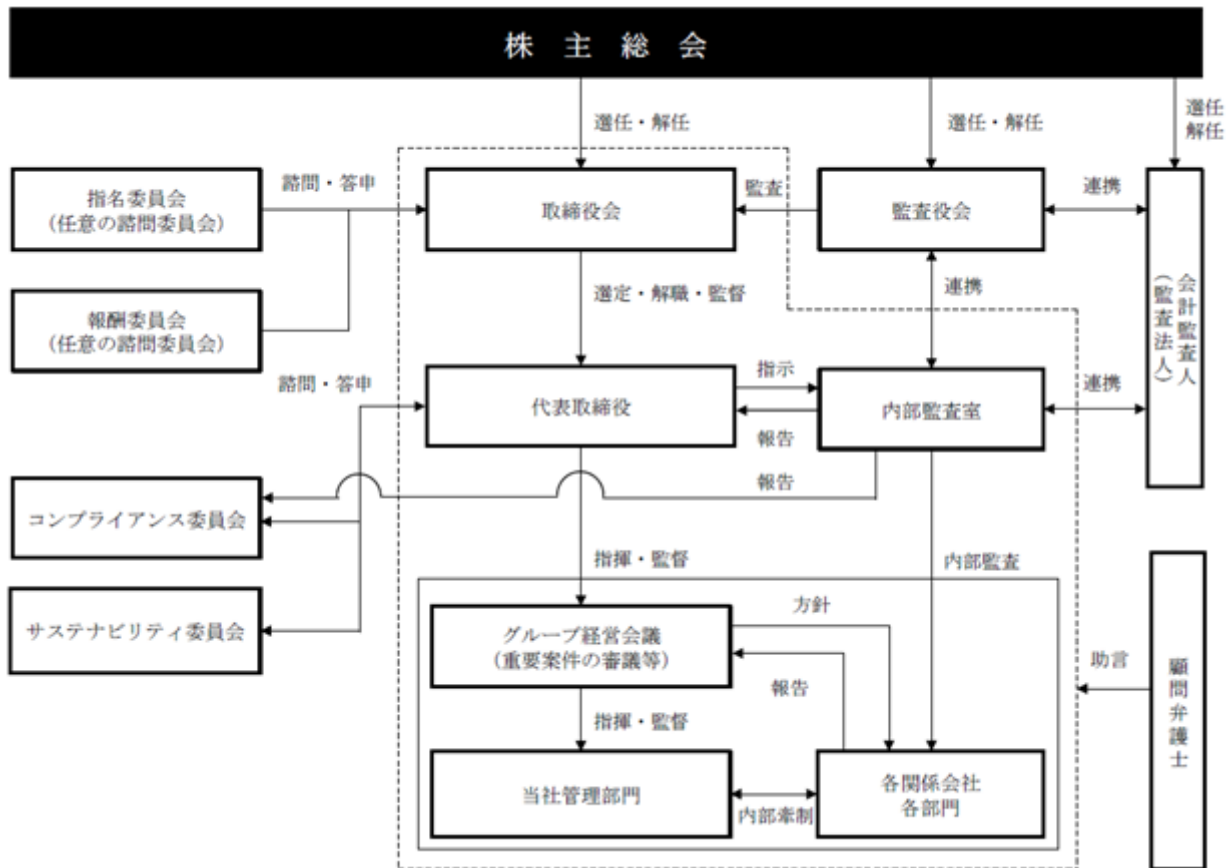 株主総会
選任・解任
選任・解任
選任
解任
指名委員会
(任意の諮問委員会)
諮問・答申
取締役会
監査
監査役会
連携
会計監査人
(監査法人)
報酬委員会
(任意の諮問委員会)
選定・解職・監督
連携
諮問・答申
代表取締役
指示
報告
内部監査室
連携
報告
コンプライアンス委員会
サステナビリティ委員会
指揮・監督
内部監査
グループ経営会議
(重要案件の審議等)
方針
報告
助言
顧問弁護士
指揮・監督
当社管理部門
内部牽制
各関係会社
各部門